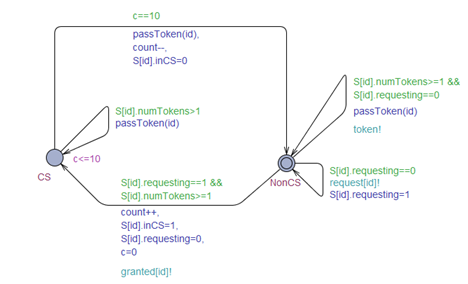 c==10
passToken(id),
count--,
S[id].inCS=0
S[id].numTokens>=1 &&
S[id].requesting==0
passToken(id)
token!
S[id].numTokens>1
passToken(id)
c<=10
CS
NonCS
S[id].requesting==0
request[id]!
S[id].requesting=1
S[id].requesting==1 &&
S[id].numTokens>=1
count++,
S[id].inCS=1,
S[id].requesting=0,
c=0
granted[id]!